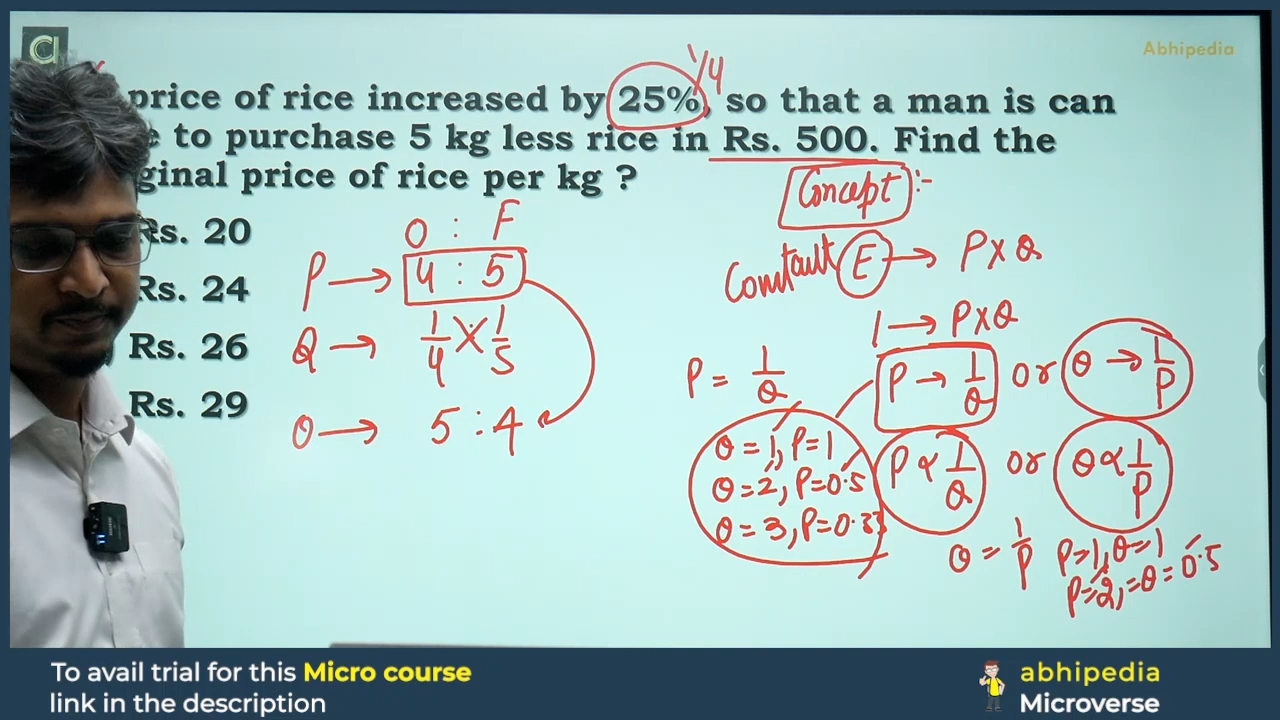 Abhipedia
1/4
price of rice increased by 25%, so that a man is can
to purchase 5 kg less rice in Rs. 500. Find the
ginal price of rice per kg ?
Rs. 20
Rs. 24
Rs. 26
Rs. 29
O : F
P → 4 : 5
Q → 1/4 × 1/5
Q → 5 : 4
Concept :-
Constant E → P×Q
1 → P×Q
P = 1/Q
P → 1/Q or Q → 1/P
Q = 1, P = 1
Q = 2, P = 0.5
Q = 3, P = 0.33
P ∝ 1/Q or Q ∝ 1/P
Q = 1/P
P=1, Q=1
P=2, =Q = 0.5
To avail trial for this Micro course
link in the description
abhipedia
Microverse